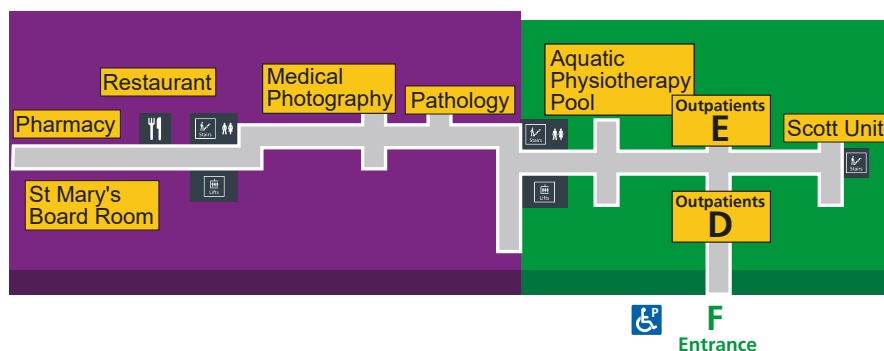 Restaurant
Medical
Photography
Pathology
Aquatic
Physiotherapy
Pool
Outpatients
E
Pharmacy
Stairs
Stairs
Scott Unit
Stairs
St Mary's
Board Room
Lifts
Lifts
Outpatients
D
P
F
Entrance